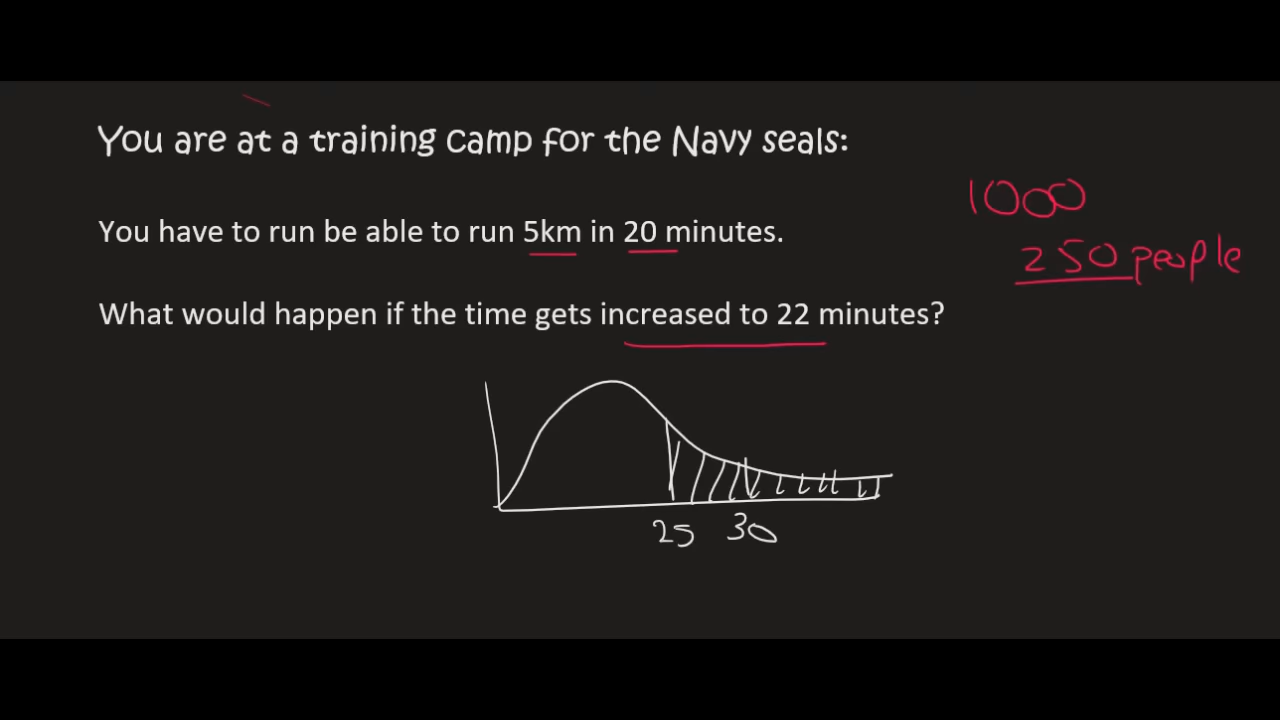 You are at a training camp for the Navy seals:
1000
You have to run be able to run 5km in 20 minutes.
250 people
What would happen if the time gets increased to 22 minutes?
25 30